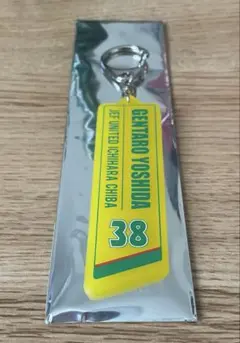 GENTARO YOSHIDA
JEF UNITED ICHIHARA CHIBA
38